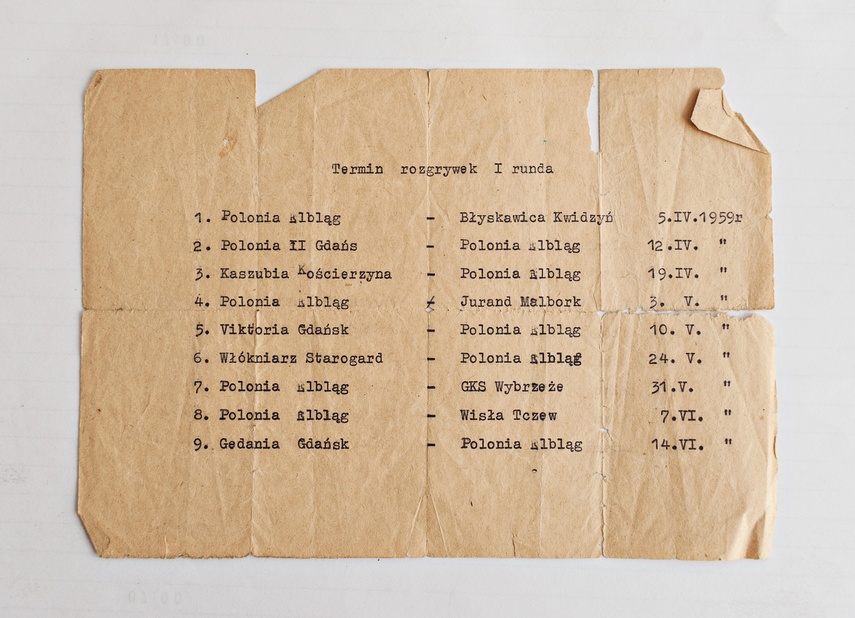 Termin rozgrywek I runda
1. Polonia Elbląg - Błyskawica Kwidzyń 5.IV.1959r
2. Polonia II Gdańs - Polonia Elbląg 12.IV. "
3. Kaszubia Kościerzyna - Polonia Elbląg 19.IV. "
4. Polonia Elbląg - Jurand Malbork 3. V. "
5. Viktoria Gdańsk - Polonia Elbląg 10. V. "
6. Włókniarz Starogard - Polonia Elbląg 24. V. "
7. Polonia Elbląg - GKS Wybrzeże 31.V. "
8. Polonia Elbląg - Wisła Tczew 7.VI. "
9. Gedania Gdańsk - Polonia Elbląg 14.VI. "